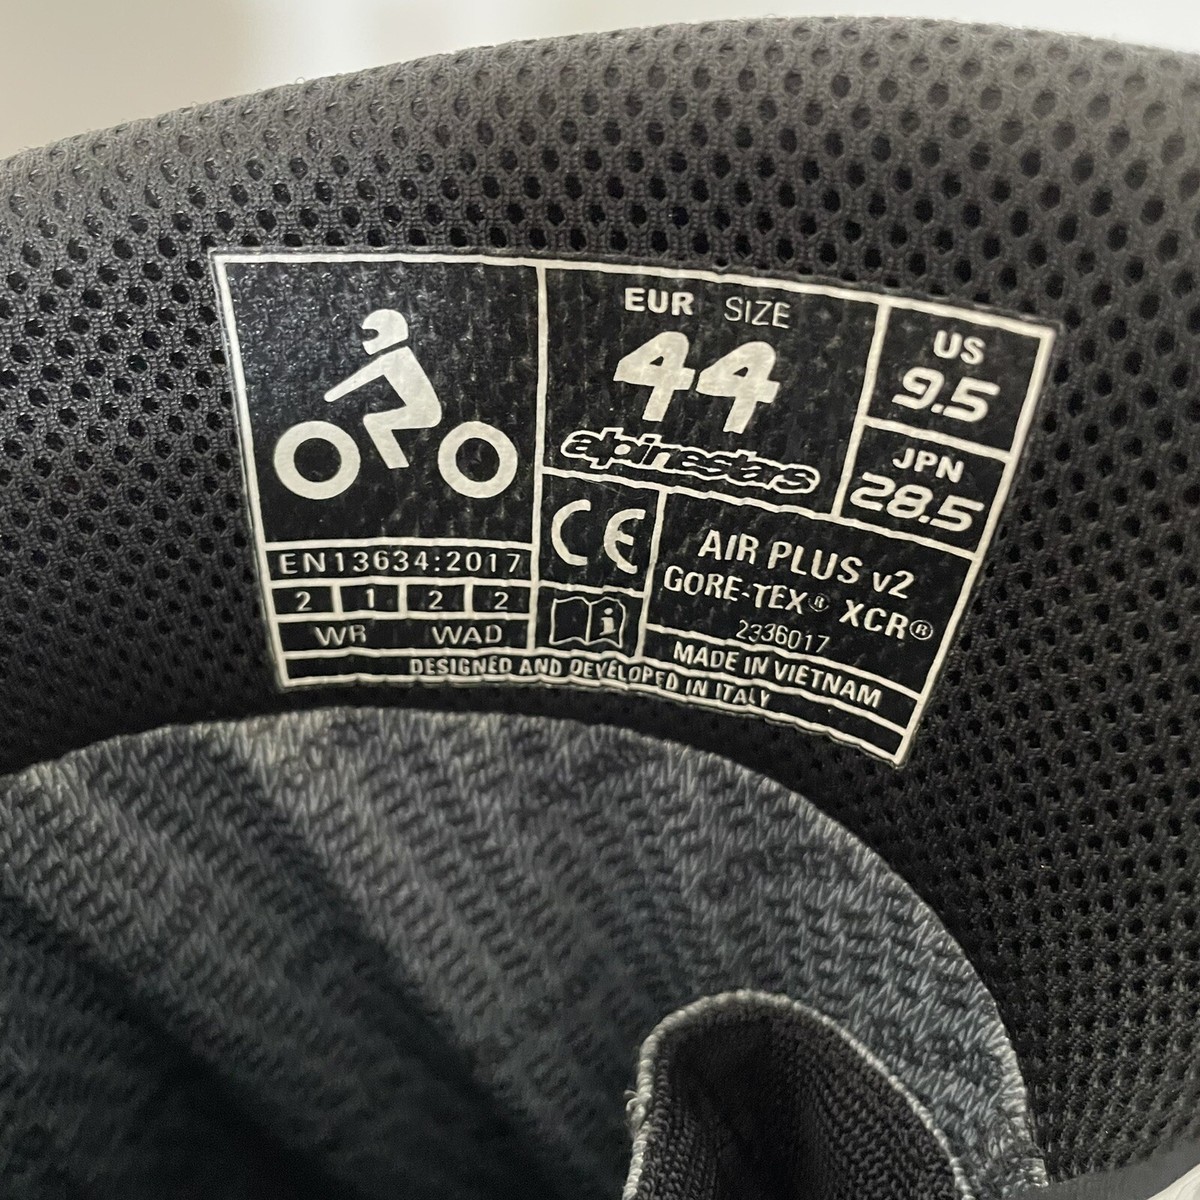 EUR SIZE
44
alpinestars
US
9.5
JPN
28.5
CE
EN13634:2017
2 1 2 2
WR WAD
i
AIR PLUS v2
GORE-TEX® XCR®
2336017
MADE IN VIETNAM
DESIGNED AND DEVELOPED IN ITALY